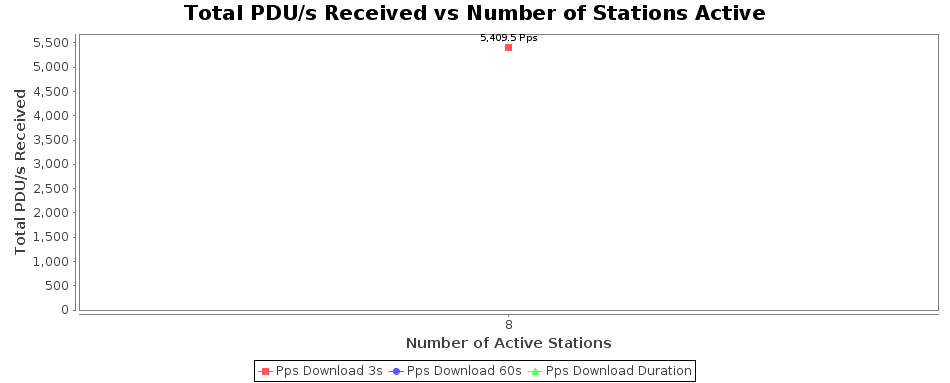 Total PDU/s Received vs Number of Stations Active
5,409.5 Pps
5,500
5,000
4,500
4,000
3,500
3,000
2,500
2,000
1,500
1,000
500
0
Total PDU/s Received
8
Number of Active Stations
Pps Download 3s Pps Download 60s Pps Download Duration